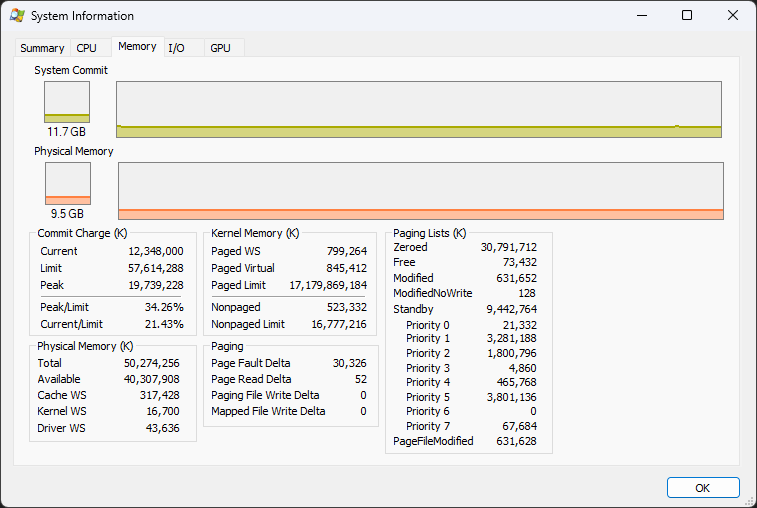 System Information
Summary CPU Memory I/O GPU
System Commit
11.7 GB
Physical Memory
9.5 GB
Commit Charge (K)
Current 12,348,000
Limit 57,614,288
Peak 19,739,228
Peak/Limit 34.26%
Current/Limit 21.43%
Physical Memory (K)
Total 50,274,256
Available 40,307,908
Cache WS 317,428
Kernel WS 16,700
Driver WS 43,636
Kernel Memory (K)
Paged WS 799,264
Paged Virtual 845,412
Paged Limit 17,179,869,184
Nonpaged 523,332
Nonpaged Limit 16,777,216
Paging
Page Fault Delta 30,326
Page Read Delta 52
Paging File Write Delta 0
Mapped File Write Delta 0
Paging Lists (K)
Zeroed 30,791,712
Free 73,432
Modified 631,652
ModifiedNoWrite 128
Standby 9,442,764
Priority 0 21,332
Priority 1 3,281,188
Priority 2 1,800,796
Priority 3 4,860
Priority 4 465,768
Priority 5 3,801,136
Priority 6 0
Priority 7 67,684
PageFileModified 631,628
OK